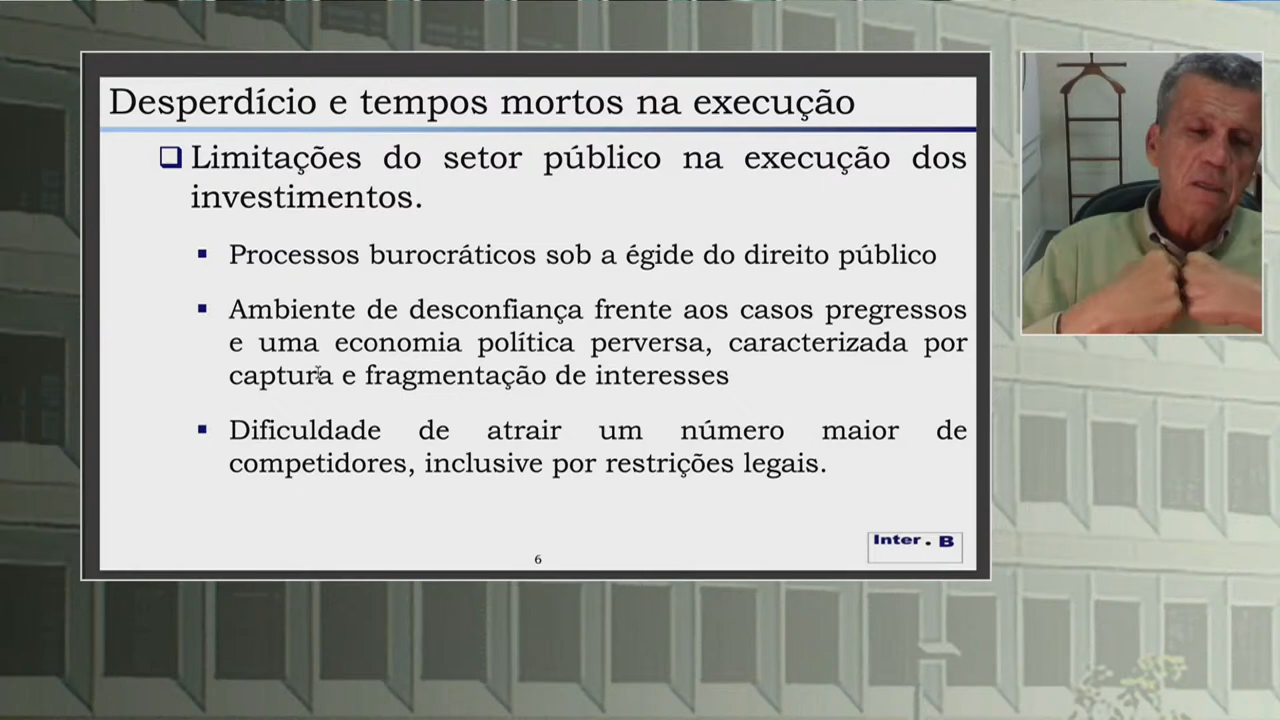 Desperdício e tempos mortos na execução
Limitações do setor público na execução dos
investimentos.
Processos burocráticos sob a égide do direito público
Ambiente de desconfiança frente aos casos pregressos
e uma economia política perversa, caracterizada por
captura e fragmentação de interesses
Dificuldade de atrair um número maior de
competidores, inclusive por restrições legais.
Inter . B
6